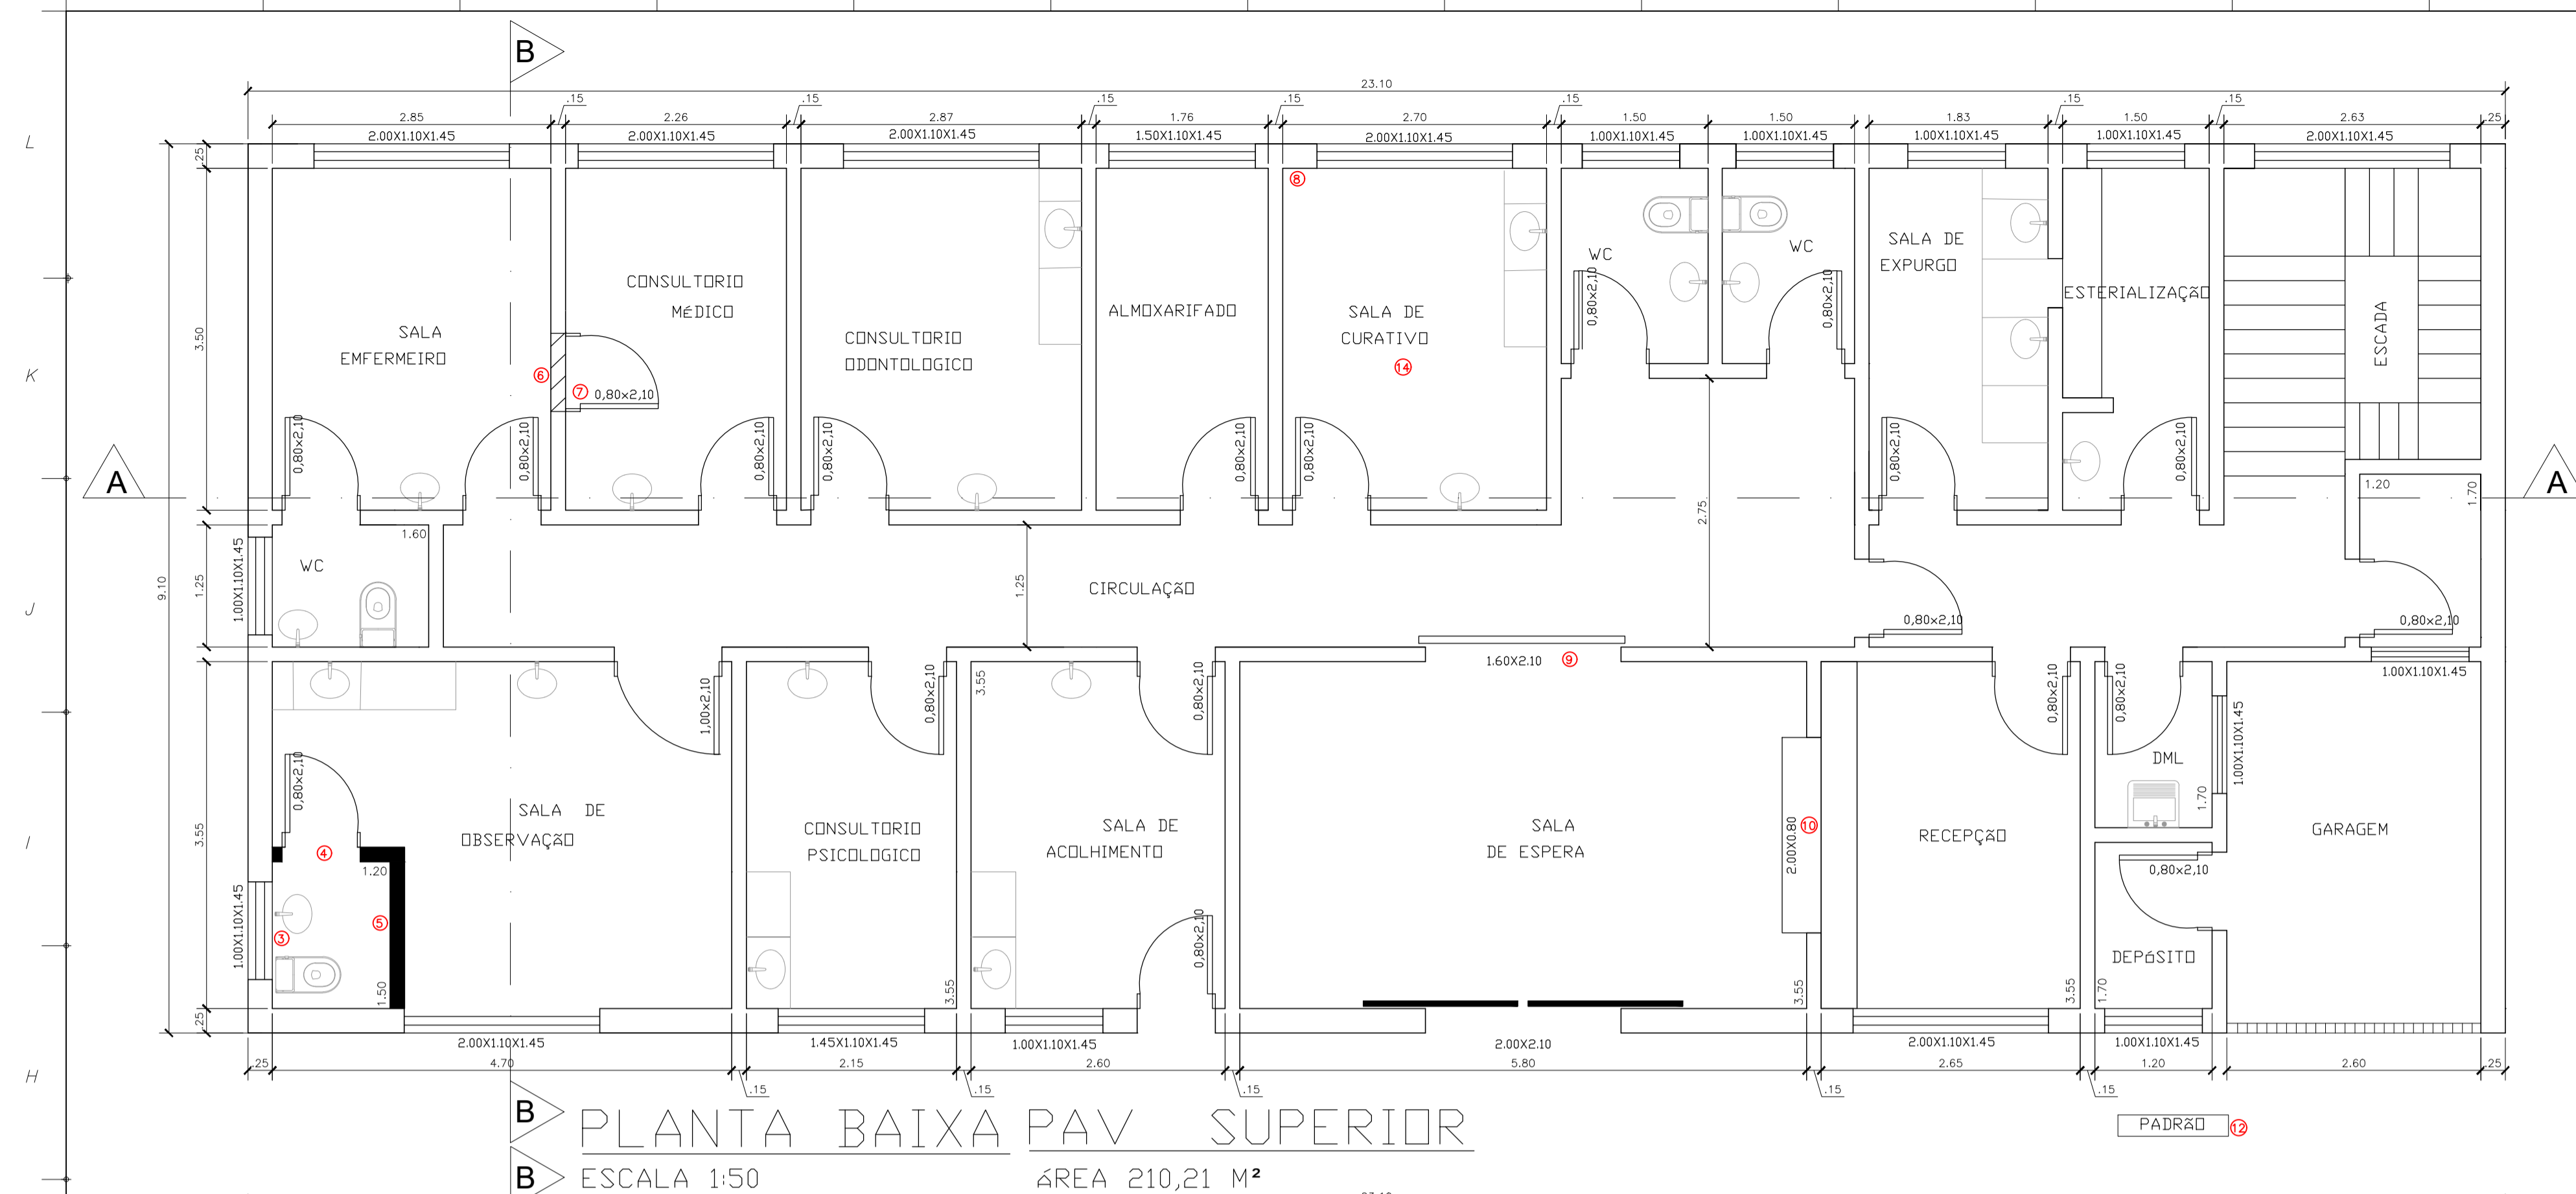 B
23.10
.15 .15 .15 .15 .15 .15 .15
2.85 2.26 2.87 1.76 2.70 1.50 1.50 1.83 1.50 2.63 .25
2.00X1.10X1.45 2.00X1.10X1.45 2.00X1.10X1.45 1.50X1.10X1.45 2.00X1.10X1.45 1.00X1.10X1.45 1.00X1.10X1.45 1.00X1.10X1.45 1.00X1.10X1.45 2.00X1.10X1.45
L
.25
8
SALA DE
EXPURGO
WC
WC
CONSULTORIO
MÉDICO
ESTERIALIZAÇÃO
0,80x2,10
0,80x2,10
ALMOXARIFADO
SALA DE
CURATIVO
14
SALA
EMFERMEIRO
CONSULTORIO
ODONTOLOGICO
ESCADA
3.50
K
6
7
0,80x2,10
0,80x2,10
0,80x2,10
0,80x2,10
0,80x2,10
0,80x2,10
0,80x2,10
0,80x2,10
0,80x2,10
A
A
1.20
1.70
2.75
1.60
WC
1.00X1.10X1.45
9.10
1.25
1.25
CIRCULAÇÃO
J
0,80x2,10
0,80x2,10
1.60X2.10 9
1.00X1.10X1.45
3.55
1,00x2,10
0,80x2,10
0,80x2,10
0,80x2,10
0,80x2,10
1.00X1.10X1.45
DML
1.70
0,80x2,10
SALA DE
OBSERVAÇÃO
CONSULTORIO
PSICOLOGICO
SALA DE
ACOLHIMENTO
SALA
DE ESPERA
10
2.00X0.80
RECEPÇÃO
GARAGEM
3.55
I
4
1.20
0,80x2,10
5
3
1.00X1.10X1.45
0,80x2,10
DEPÓSITO
1.50
3.55
3.55
3.55
1.70
.25
2.00X1.10X1.45 1.45X1.10X1.45 1.00X1.10X1.45 2.00X2.10 2.00X1.10X1.45 1.00X1.10X1.45
.25 4.70 2.15 2.60 5.80 2.65 1.20 2.60 .25
H
.15 .15 .15 .15 .15
B
PLANTA BAIXA PAV SUPERIOR
PADRÃO 12
B
ESCALA 1:50 ÁREA 210,21 M²